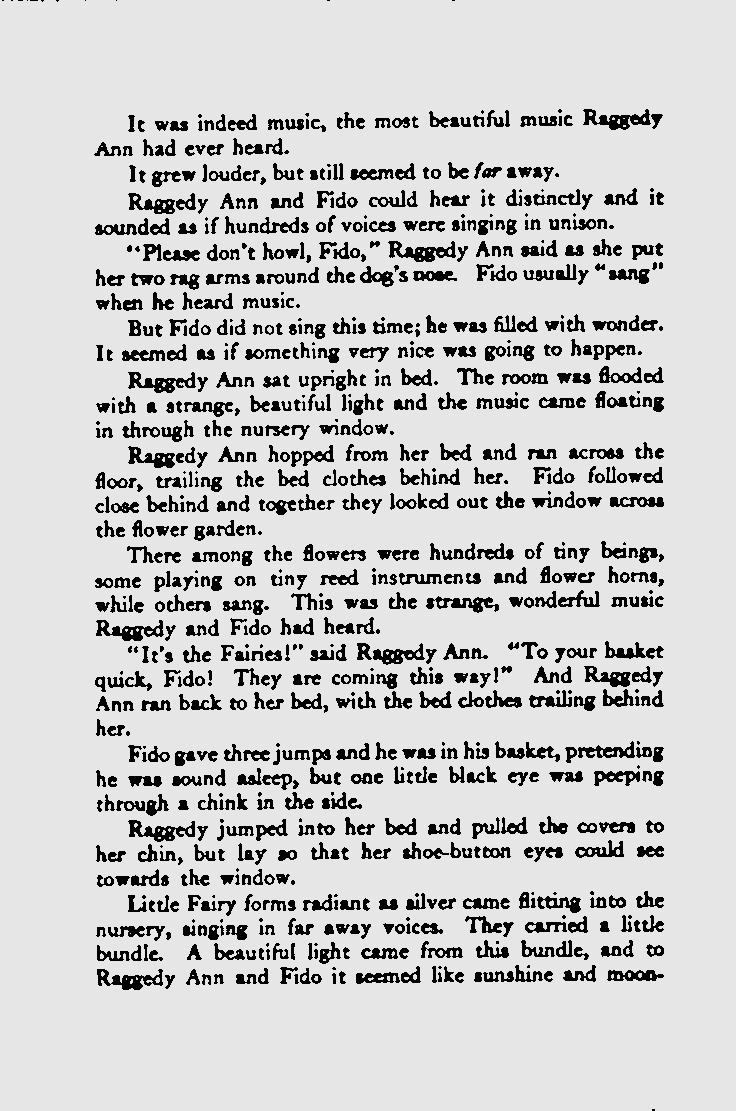 It was indeed music, the most beautiful music Raggedy
Ann had ever heard.
It grew louder, but still seemed to be far away.
Raggedy Ann and Fido could hear it distinctly and it
sounded as if hundreds of voices were singing in unison.
"Please don't howl, Fido," Raggedy Ann said as she put
her two rag arms around the dog's nose. Fido usually "sang"
when he heard music.
But Fido did not sing this time; he was filled with wonder.
It seemed as if something very nice was going to happen.
Raggedy Ann sat upright in bed. The room was flooded
with a strange, beautiful light and the music came floating
in through the nursery window.
Raggedy Ann hopped from her bed and ran across the
floor, trailing the bed clothes behind her. Fido followed
close behind and together they looked out the window across
the flower garden.
There among the flowers were hundreds of tiny beings,
some playing on tiny reed instruments and flower horns,
while others sang. This was the strange, wonderful music
Raggedy and Fido had heard.
"It's the Fairies!" said Raggedy Ann. "To your basket
quick, Fido! They are coming this way!" And Raggedy
Ann ran back to her bed, with the bed clothes trailing behind
her.
Fido gave three jumps and he was in his basket, pretending
he was sound asleep, but one little black eye was peeping
through a chink in the side.
Raggedy jumped into her bed and pulled the covers to
her chin, but lay so that her shoe-button eyes could see
towards the window.
Little Fairy forms radiant as silver came flitting into the
nursery, singing in far away voices. They carried a little
bundle. A beautiful light came from this bundle, and to
Raggedy Ann and Fido it seemed like sunshine and moon-